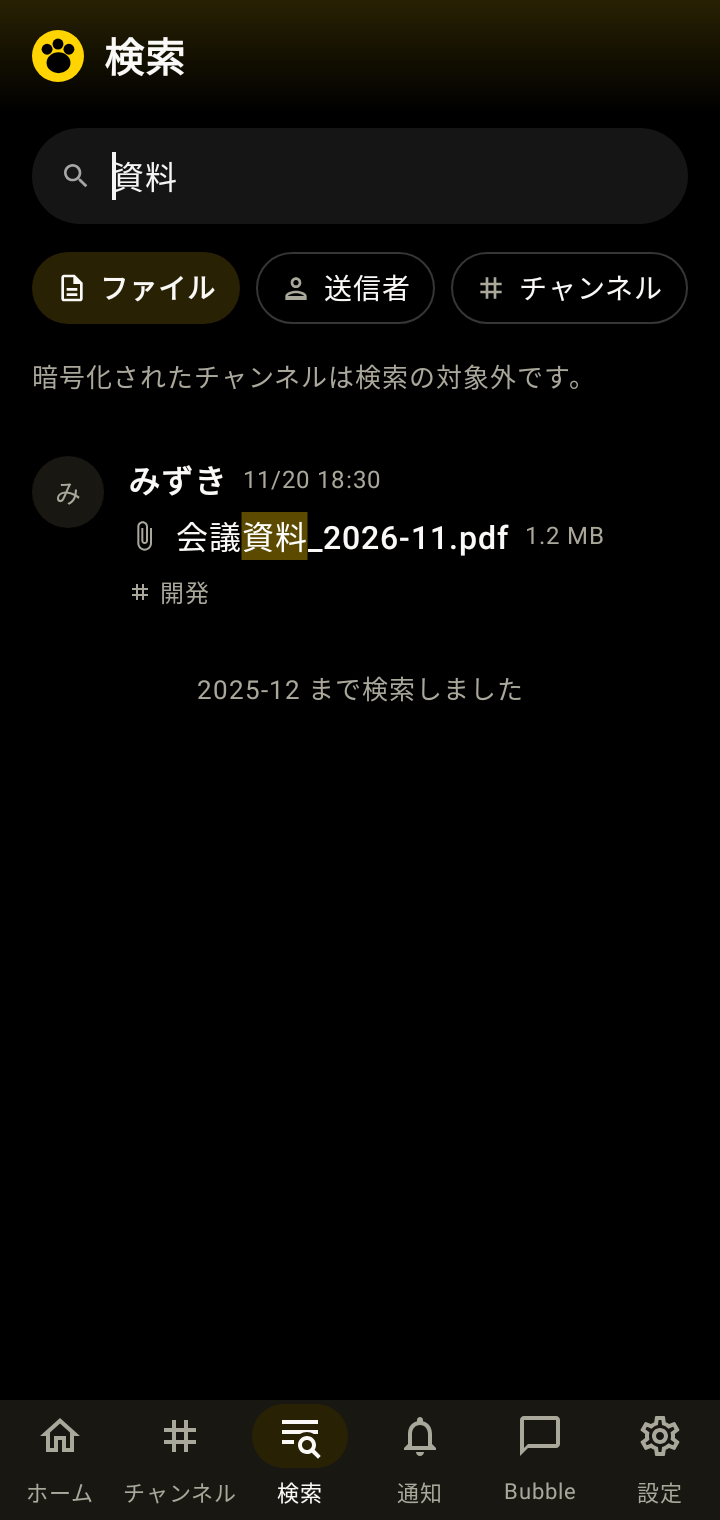 検索
資料
ファイル 送信者 チャンネル
暗号化されたチャンネルは検索の対象外です。
み みずき 11/20 18:30
会議資料_2026-11.pdf 1.2 MB
# 開発
2025-12 まで検索しました
ホーム チャンネル 検索 通知 Bubble 設定